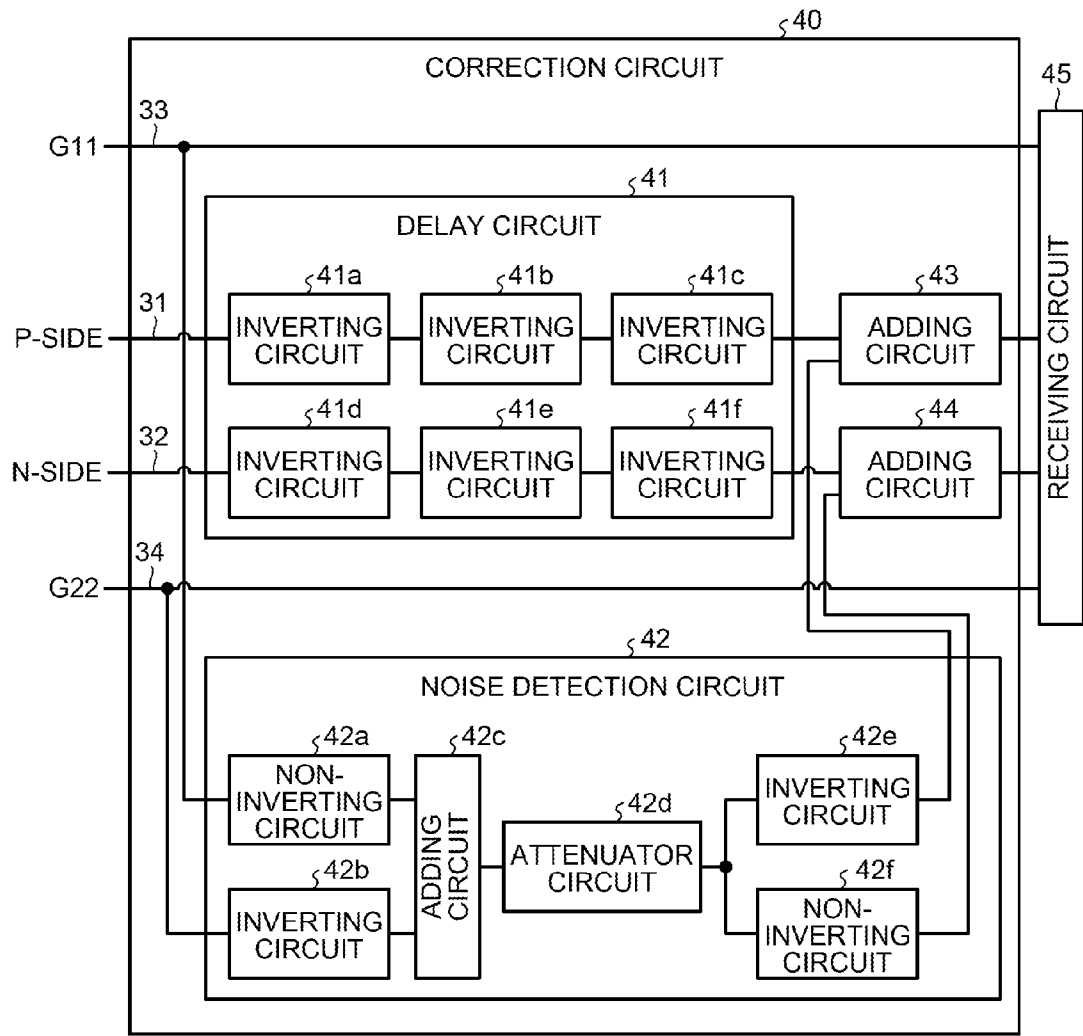 40
CORRECTION CIRCUIT
45
33
G11
41
DELAY CIRCUIT
41a
41b
41c
43
31
P-SIDE
INVERTING
CIRCUIT
INVERTING
CIRCUIT
INVERTING
CIRCUIT
ADDING
CIRCUIT
RECEIVING CIRCUIT
41d
41e
41f
44
32
N-SIDE
INVERTING
CIRCUIT
INVERTING
CIRCUIT
INVERTING
CIRCUIT
ADDING
CIRCUIT
34
G22
42
NOISE DETECTION CIRCUIT
42a
42c
42e
NON-
INVERTING
CIRCUIT
ADDING
CIRCUIT
42d
ATTENUATOR
CIRCUIT
INVERTING
CIRCUIT
42b
42f
INVERTING
CIRCUIT
NON-
INVERTING
CIRCUIT